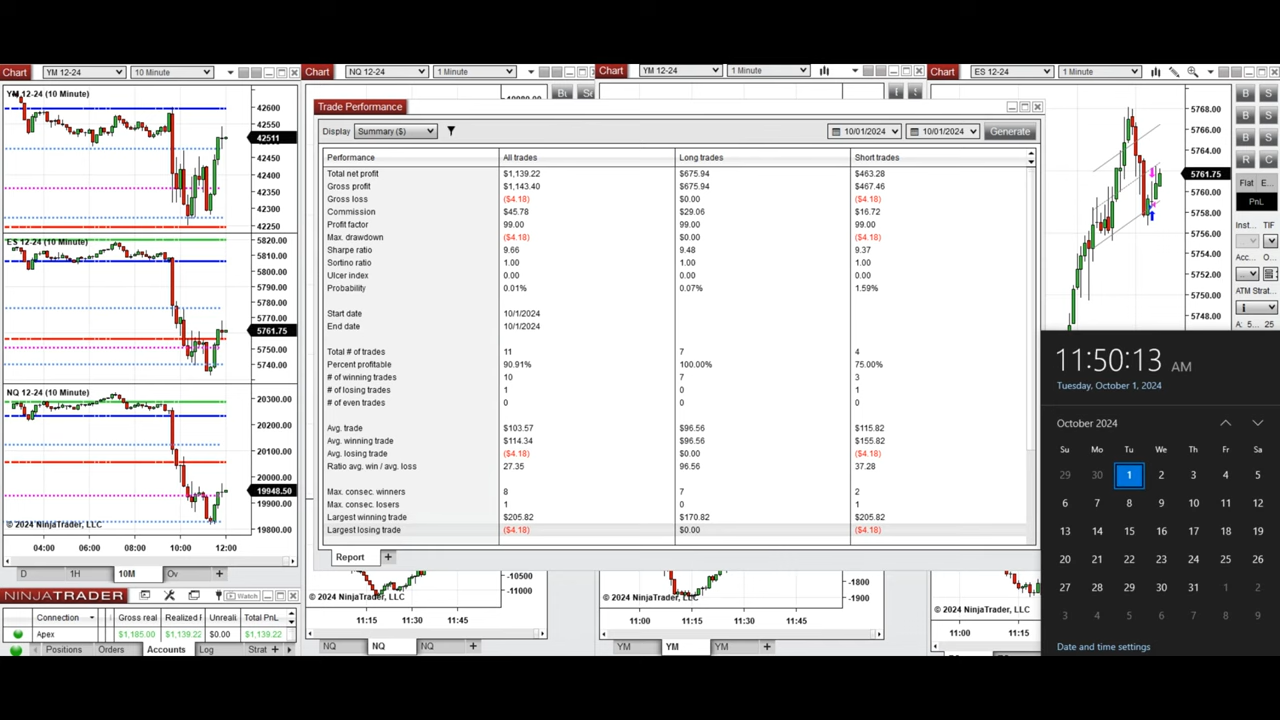 Chart YM 12-24 10 Minute
Chart NQ 12-24 1 Minute
Chart YM 12-24 1 Minute
Chart ES 12-24 1 Minute
YM 12-24 (10 Minute)
42600
42511
42450
42400
42350
42300
42250
ES 12-24 (10 Minute)
5820.00
5810.00
5800.00
5780.00
5770.00
5761.75
5750.00
5740.00
NQ 12-24 (10 Minute)
20300.00
20200.00
20000.00
19948.50
19800.00
© 2024 NinjaTrader, LLC
04:00 06:00 08:00 10:00 12:00
D 1H 10M Ov +
NINJATRADER Watch
Connection Gross real Realized F Unreali: Total PnL
Apex $1,185.00 $1,139.22 $0.00 $1,139.22
Positions Orders Accounts Log Strat +
Trade Performance
Display Summary ($) 10/01/2024 10/01/2024 Generate
Performance All trades Long trades Short trades
Total net profit $1,139.22 $675.94 $463.28
Gross profit $1,143.40 $675.94 $467.46
Gross loss ($4.18) $0.00 ($4.18)
Commission $45.78 $29.06 $16.72
Profit factor 99.00 99.00 99.00
Max. drawdown ($4.18) $0.00 ($4.18)
Sharpe ratio 9.66 9.48 9.37
Sortino ratio 1.00 1.00 1.00
Ulcer index 0.00 0.00 0.00
Probability 0.01% 0.07% 1.59%
Start date 10/1/2024
End date 10/1/2024
Total # of trades 11 7 4
Percent profitable 90.91% 100.00% 75.00%
# of winning trades 10 7 3
# of losing trades 1 0 1
# of even trades 0 0 0
Avg. trade $103.57 $96.56 $115.82
Avg. winning trade $114.34 $96.56 $155.82
Avg. losing trade ($4.18) $0.00 ($4.18)
Ratio avg. win / avg. loss 27.35 96.56 37.28
Max. consec. winners 8 7 2
Max. consec. losers 1 0 1
Largest winning trade $205.82 $170.82 $205.82
Largest losing trade ($4.18) $0.00 ($4.18)
Report +
-10500
-11000
© 2024 NinjaTrader, LLC
11:15 11:30 11:45
NQ NQ NQ +
-1800
-1900
© 2024 NinjaTrader, LLC
11:00 11:15 11:30 11:45
YM YM YM +
5768.00
5766.00
5764.00
5761.75
5760.00
5758.00
5756.00
5754.00
5752.00
5750.00
5748.00
B S
B S
B S
R C
Flat E...
PnL
Inst... TIF
Acc... O...
ATM Strat...
A: 5... 25
© 2024 NinjaTrader, LLC
11:00 11:15
11:50:13 AM
Tuesday, October 1, 2024
October 2024
Su Mo Tu We Th Fr Sa
29 30 1 2 3 4 5
6 7 8 9 10 11 12
13 14 15 16 17 18 19
20 21 22 23 24 25 26
27 28 29 30 31 1 2
3 4 5 6 7 8 9
Date and time settings